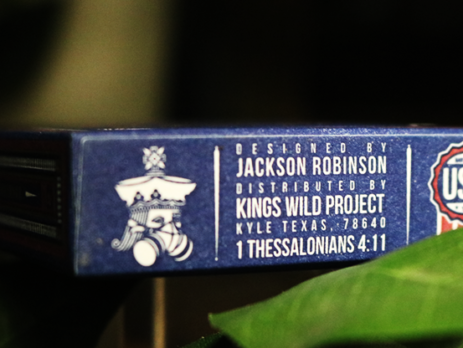 DESIGNED BY
JACKSON ROBINSON
DISTRIBUTED BY
KINGS WILD PROJECT
KYLE TEXAS, 78640
1 THESSALONIANS 4:11